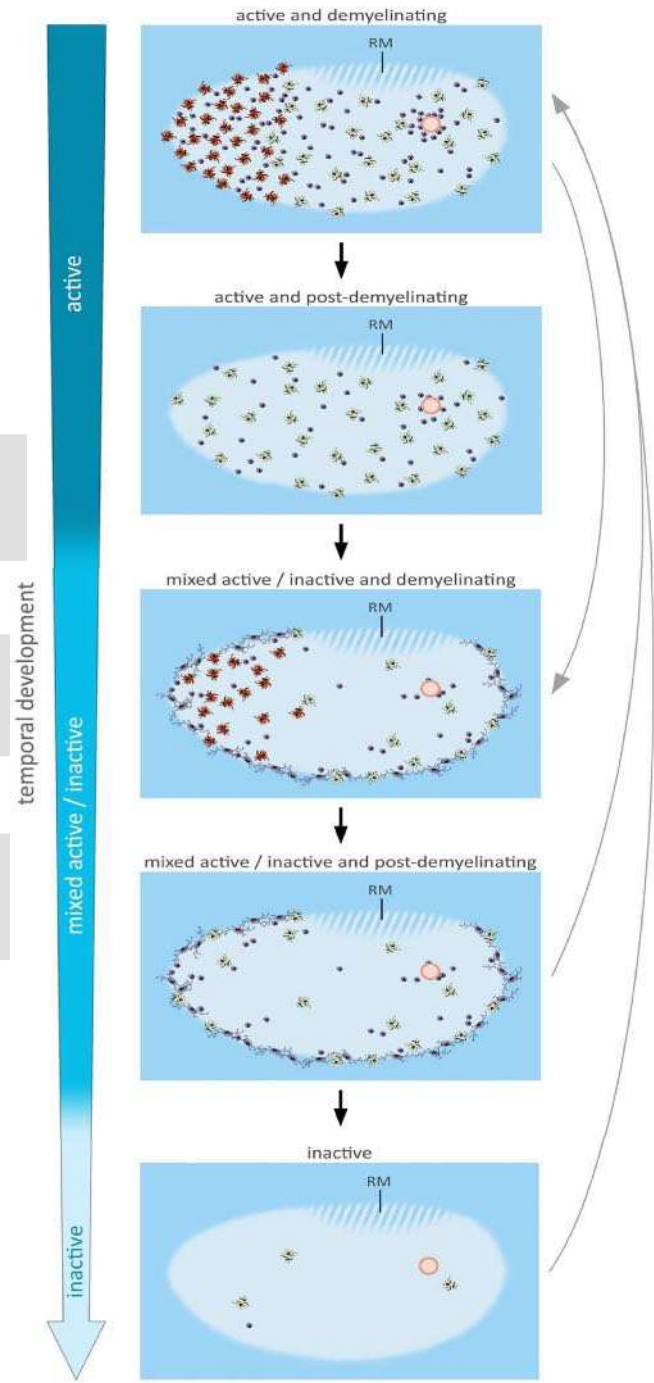 active and demyelinating
RM
active and post-demyelinating
RM
mixed active / inactive and demyelinating
RM
mixed active / inactive and post-demyelinating
RM
inactive
RM
temporal development
active
mixed active / inactive
inactive